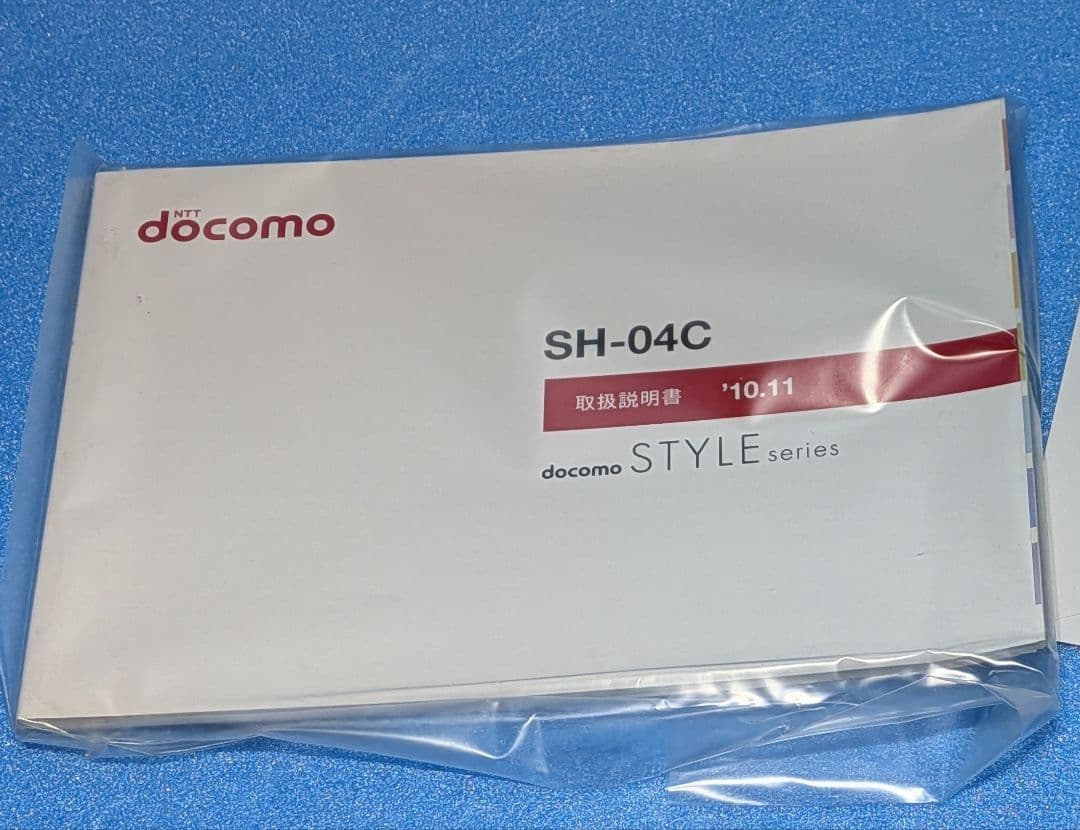 NTT
docomo
SH-04C
取扱説明書 '10.11
docomo STYLE series